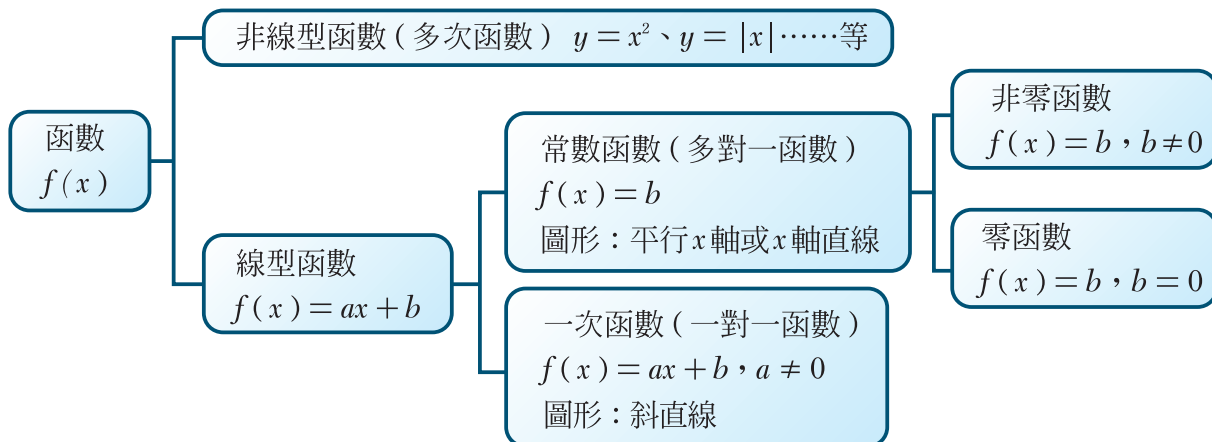 函數
f(x)
非線型函數(多次函數) y=x²、y=|x|……等
線型函數
f(x)=ax+b
常數函數(多對一函數)
f(x)=b
圖形:平行x軸或x軸直線
一次函數(一對一函數)
f(x)=ax+b,a≠0
圖形:斜直線
非零函數
f(x)=b,b≠0
零函數
f(x)=b,b=0